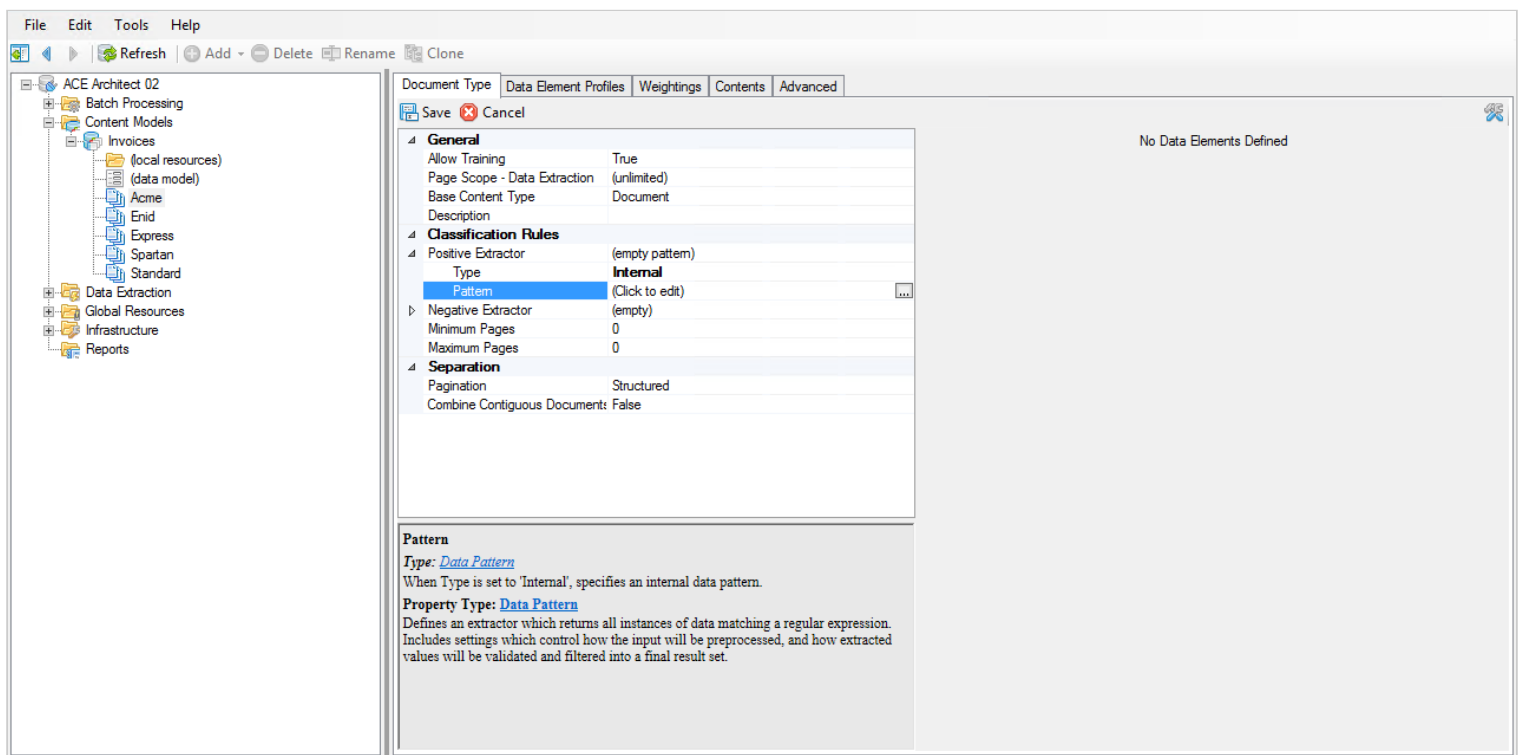 File Edit Tools Help
Refresh Add Delete Rename Clone
ACE Architect 02
Batch Processing
Content Models
Invoices
(local resources)
(data model)
Acme
Enid
Express
Spartan
Standard
Data Extraction
Global Resources
Infrastructure
Reports
Document Type Data Element Profiles Weightings Contents Advanced
Save Cancel
General
Allow Training True
Page Scope - Data Extraction (unlimited)
Base Content Type Document
Description
Classification Rules
Positive Extractor (empty pattern)
Type Internal
Pattern (Click to edit) ...
Negative Extractor (empty)
Minimum Pages 0
Maximum Pages 0
Separation
Pagination Structured
Combine Contiguous Documents False
Pattern
Type: Data Pattern
When Type is set to 'Internal', specifies an internal data pattern.
Property Type: Data Pattern
Defines an extractor which returns all instances of data matching a regular expression.
Includes settings which control how the input will be preprocessed, and how extracted
values will be validated and filtered into a final result set.
No Data Elements Defined